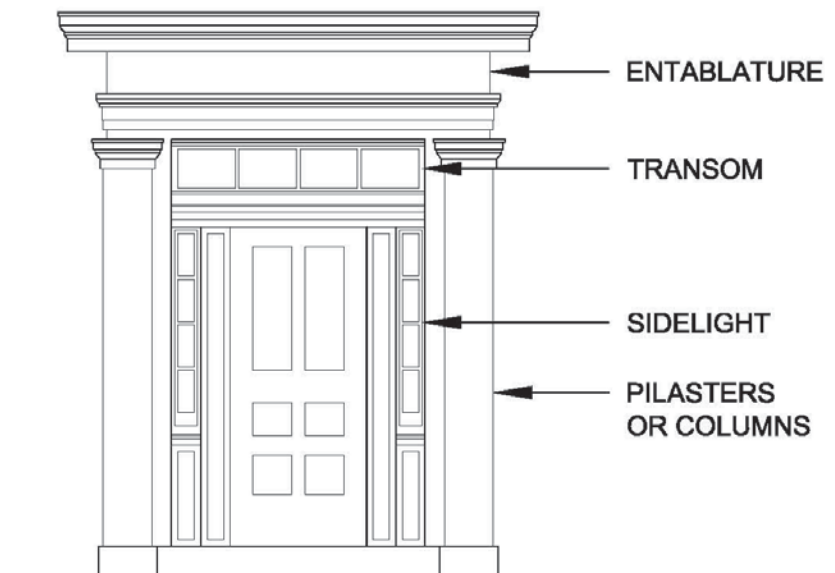 ENTABLATURE
TRANSOM
SIDELIGHT
PILASTERS
OR COLUMNS